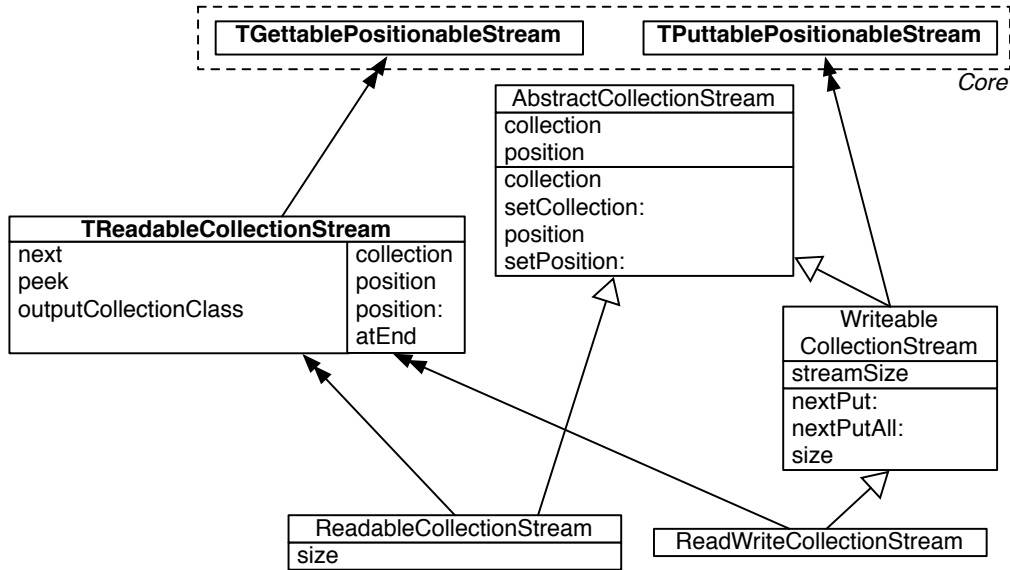 TGettablePositionableStream
TPuttablePositionableStream
Core
AbstractCollectionStream
collection
position
collection
setCollection:
position
setPosition:
TReadableCollectionStream
next
peek
outputCollectionClass
collection
position
position:
atEnd
Writeable
CollectionStream
streamSize
nextPut:
nextPutAll:
size
ReadableCollectionStream
size
ReadWriteCollectionStream